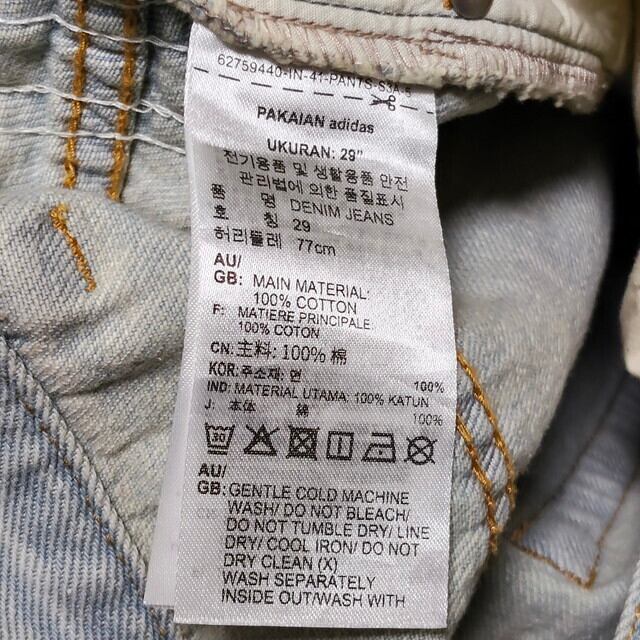 62759440-IN-41-PANTS-S3A-5
PAKAIAN adidas
UKURAN: 29"
전기용품 및 생활용품 안전
관리법에 의한 품질표시
품 명 DENIM JEANS
호 칭 29
허리둘레 77cm
AU/
GB: MAIN MATERIAL:
100% COTTON
F: MATIERE PRINCIPALE
100% COTON
CN: 主料: 100% 棉
KOR: 주소재: 면 100%
IND: MATERIAL UTAMA: 100% KATUN
J: 本体 綿 100%
30
AU/
GB: GENTLE COLD MACHINE
WASH/ DO NOT BLEACH/
DO NOT TUMBLE DRY/ LINE
DRY/ COOL IRON/ DO NOT
DRY CLEAN (X)
WASH SEPARATELY
INSIDE OUT/WASH WITH